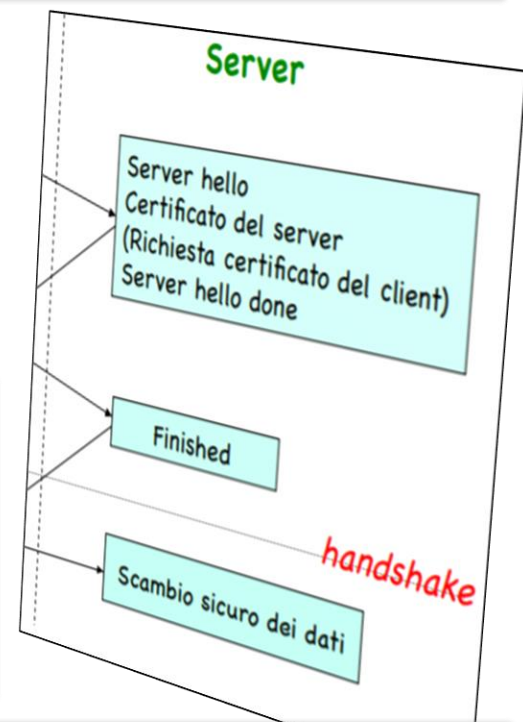 Server
Server hello
Certificato del server
(Richiesta certificato del client)
Server hello done
Finished
handshake
Scambio sicuro dei dati